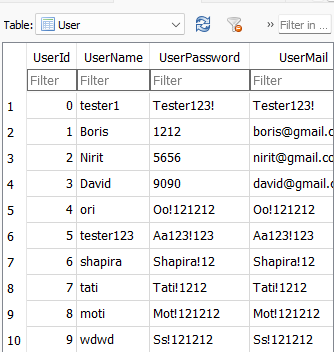 Table: User » Filter in ...
UserId UserName UserPassword UserMail
Filter Filter Filter Filter
1 0 tester1 Tester123! Tester123!
2 1 Boris 1212 boris@gmail.c
3 2 Nirit 5656 nirit@gmail.co
4 3 David 9090 david@gmail.c
5 4 ori Oo!121212 Oo!121212
6 5 tester123 Aa123!123 Aa123!123
7 6 shapira Shapira!12 Shapira!12
8 7 tati Tati!1212 Tati!1212
9 8 moti Mot!121212 Mot!121212
10 9 wdwd Ss!121212 Ss!121212